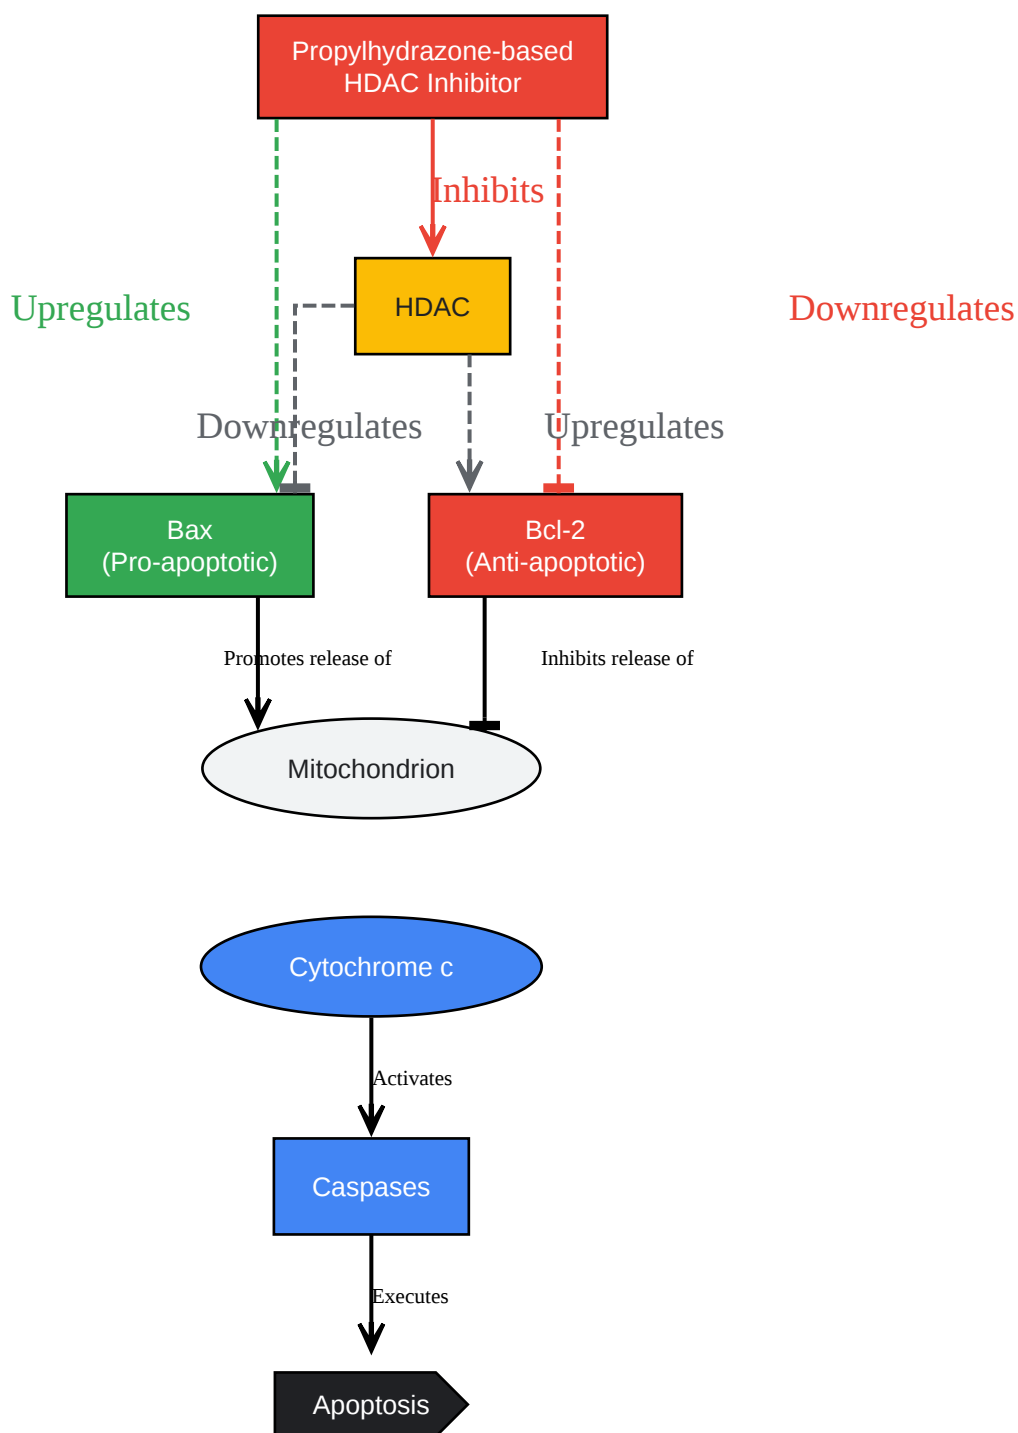 Propylhydrazone-based
HDAC Inhibitor
Inhibits
Upregulates
HDAC
Downregulates
Downregulates
Upregulates
Bax
(Pro-apoptotic)
Bcl-2
(Anti-apoptotic)
Promotes release of
Inhibits release of
Mitochondrion
Cytochrome c
Activates
Caspases
Executes
Apoptosis